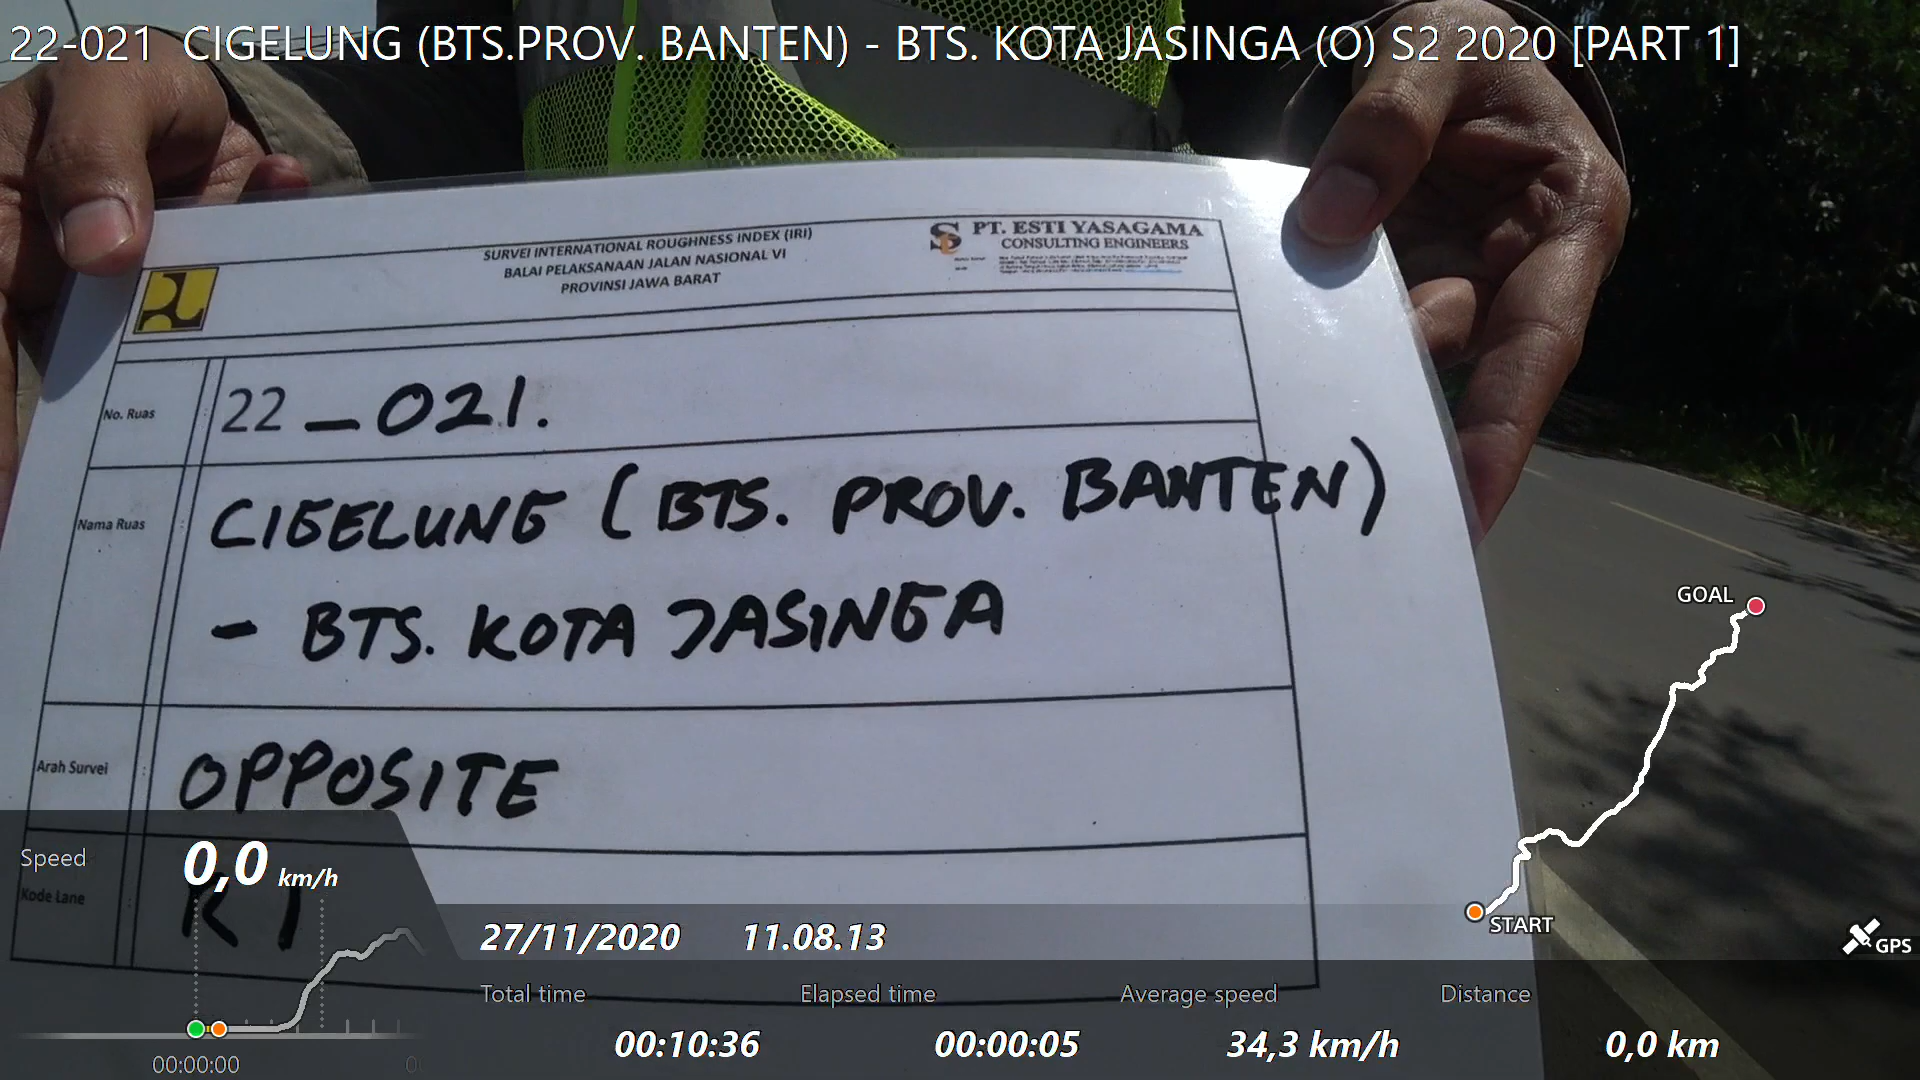 22-021 CIGELUNG (BTS.PROV. BANTEN) - BTS. KOTA JASINGA (O) S2 2020 [PART 1]
SURVEI INTERNATIONAL ROUGHNESS INDEX (IRI)
BALAI PELAKSANAAN JALAN NASIONAL VI
PROVINSI JAWA BARAT
PT. ESTI YASAGAMA
CONSULTING ENGINEERS
No. Ruas : 22 - 021.
Nama Ruas : CIGELUNG (BTS. PROV. BANTEN)
- BTS. KOTA JASINGA
Arah Survei : OPPOSITE
Kode Lane : R1
GOAL
START
GPS
Speed 0,0 km/h
00:00:00
27/11/2020 11.08.13
Total time Elapsed time Average speed Distance
00:10:36 00:00:05 34,3 km/h 0,0 km